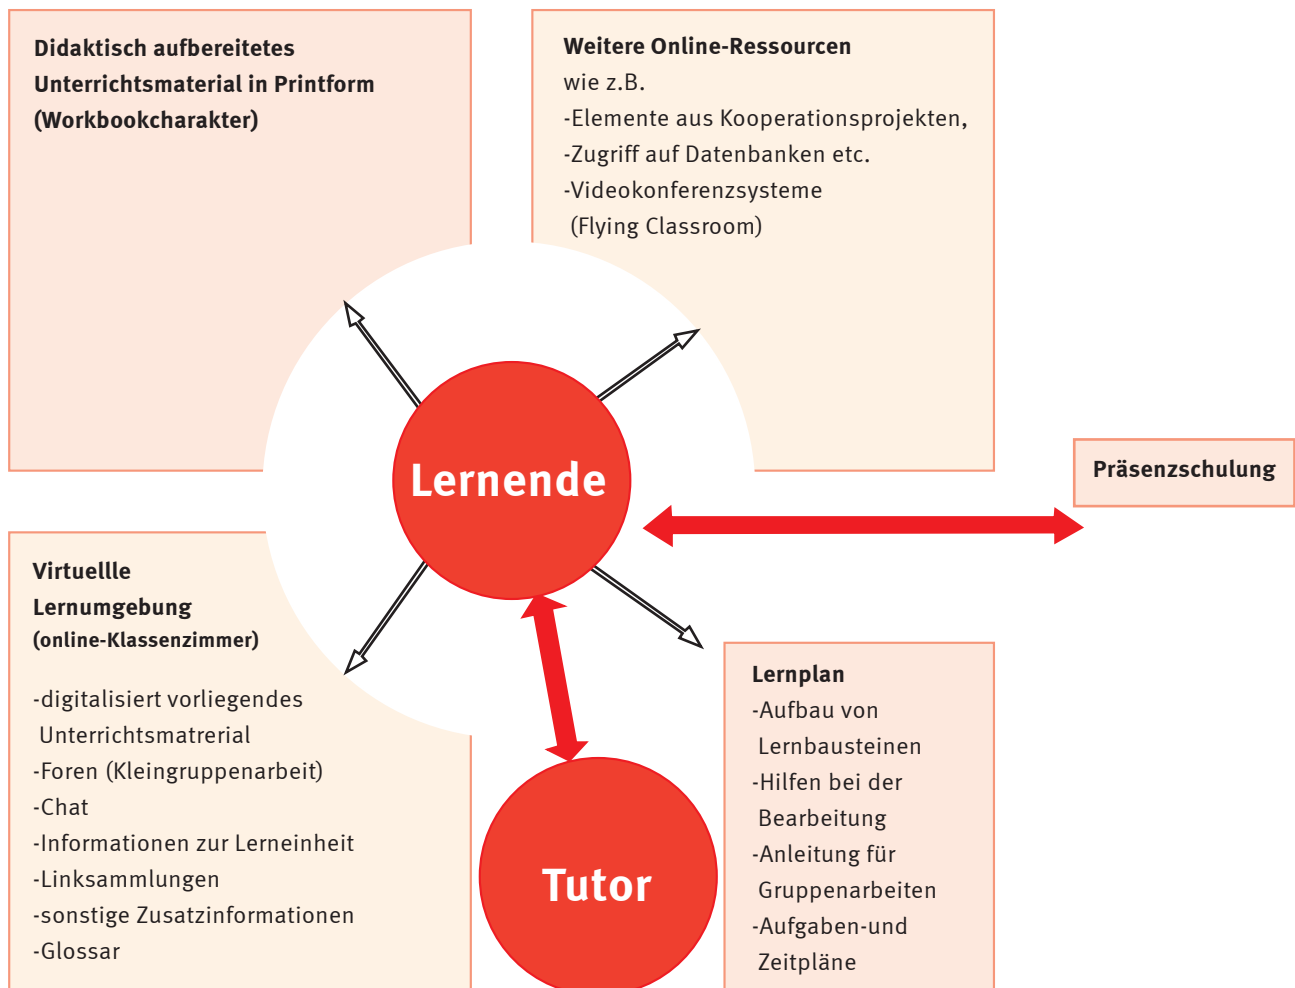 Didaktisch aufbereitetes
Unterrichtsmaterial in Printform
(Workbookcharakter)
Weitere Online-Ressourcen
wie z.B.
-Elemente aus Kooperationsprojekten,
-Zugriff auf Datenbanken etc.
-Videokonferenzsysteme
(Flying Classroom)
Lernende
Präsenzschulung
Virtuellle
Lernumgebung
(online-Klassenzimmer)
-digitalisiert vorliegendes
Unterrichtsmatrerial
-Foren (Kleingruppenarbeit)
-Chat
-Informationen zur Lerneinheit
-Linksammlungen
-sonstige Zusatzinformationen
-Glossar
Tutor
Lernplan
-Aufbau von
Lernbausteinen
-Hilfen bei der
Bearbeitung
-Anleitung für
Gruppenarbeiten
-Aufgaben-und
Zeitpläne